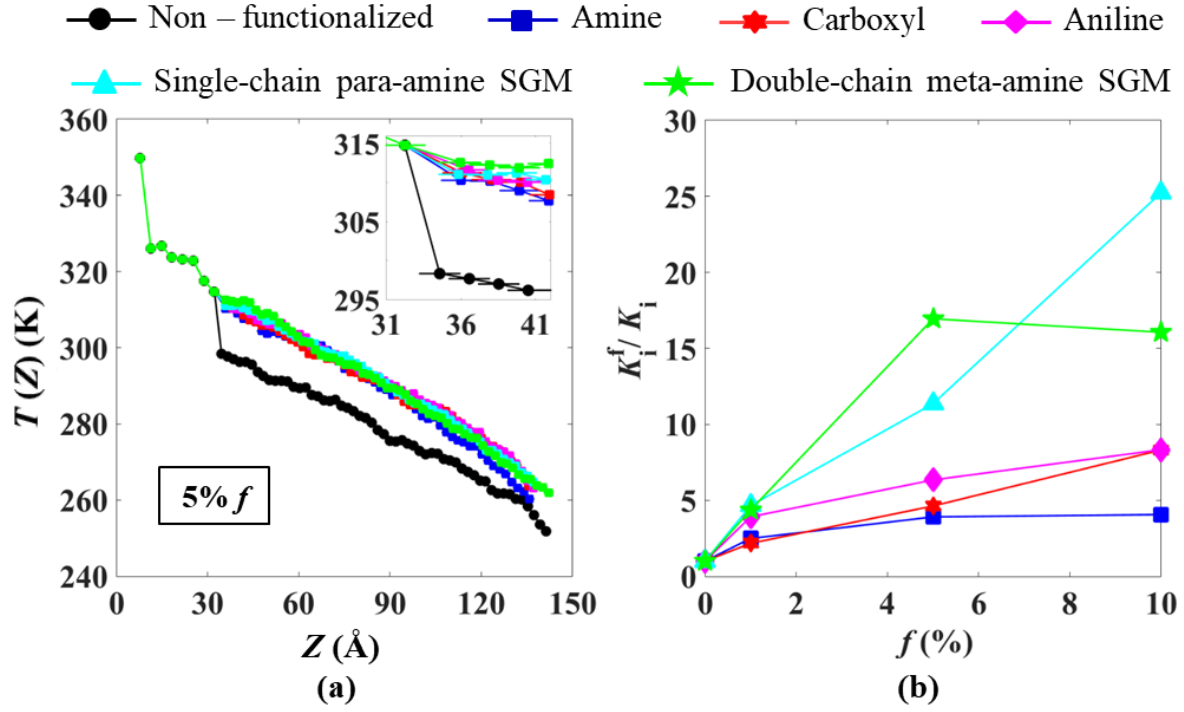 Non – functionalized Amine Carboxyl Aniline
Single-chain para-amine SGM Double-chain meta-amine SGM
360
340
320
300
280
260
240
0 30 60 90 120 150
T (Z) (K)
Z (Å)
5% f
315
305
295
31 36 41
(a)
30
25
20
15
10
5
0
0 2 4 6 8 10
K_i^f / K_i
f (%)
(b)